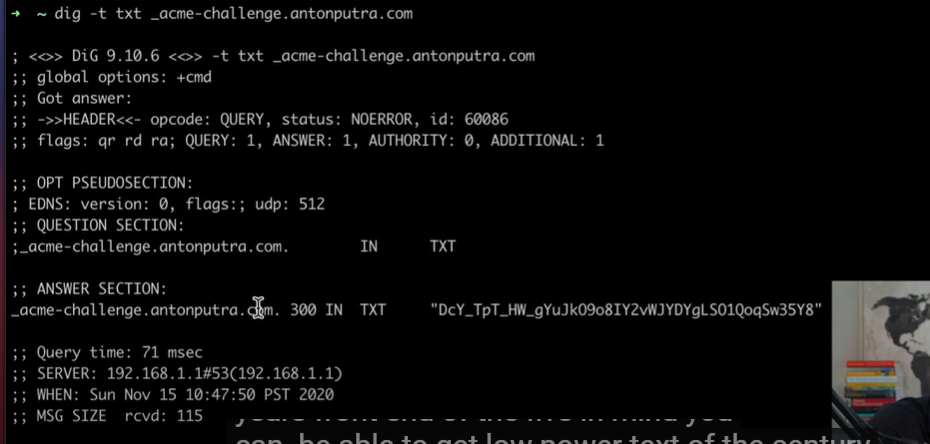 → ~ dig -t txt _acme-challenge.antonputra.com
; <<>> DiG 9.10.6 <<>> -t txt _acme-challenge.antonputra.com
;; global options: +cmd
;; Got answer:
;; ->>HEADER<<- opcode: QUERY, status: NOERROR, id: 60086
;; flags: qr rd ra; QUERY: 1, ANSWER: 1, AUTHORITY: 0, ADDITIONAL: 1
;; OPT PSEUDOSECTION:
; EDNS: version: 0, flags:; udp: 512
;; QUESTION SECTION:
;_acme-challenge.antonputra.com. IN TXT
;; ANSWER SECTION:
_acme-challenge.antonputra.com. 300 IN TXT "DcY_TpT_HW_gYuJkO9o8IY2vWJYDYgLSO1QoqSw35Y8"
;; Query time: 71 msec
;; SERVER: 192.168.1.1#53(192.168.1.1)
;; WHEN: Sun Nov 15 10:47:50 PST 2020
;; MSG SIZE rcvd: 115
can be able to get low power text of the century